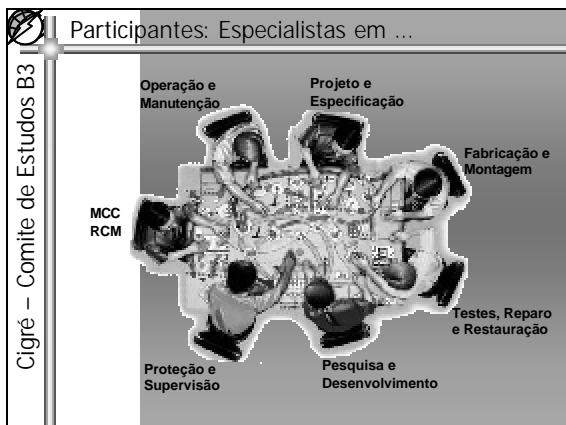 Participantes: Especialistas em ...
Cigré – Comite de Estudos B3
Operação e
Manutenção
Projeto e
Especificação
Fabricação e
Montagem
MCC
RCM
Testes, Reparo
e Restauração
Proteção e
Supervisão
Pesquisa e
Desenvolvimento